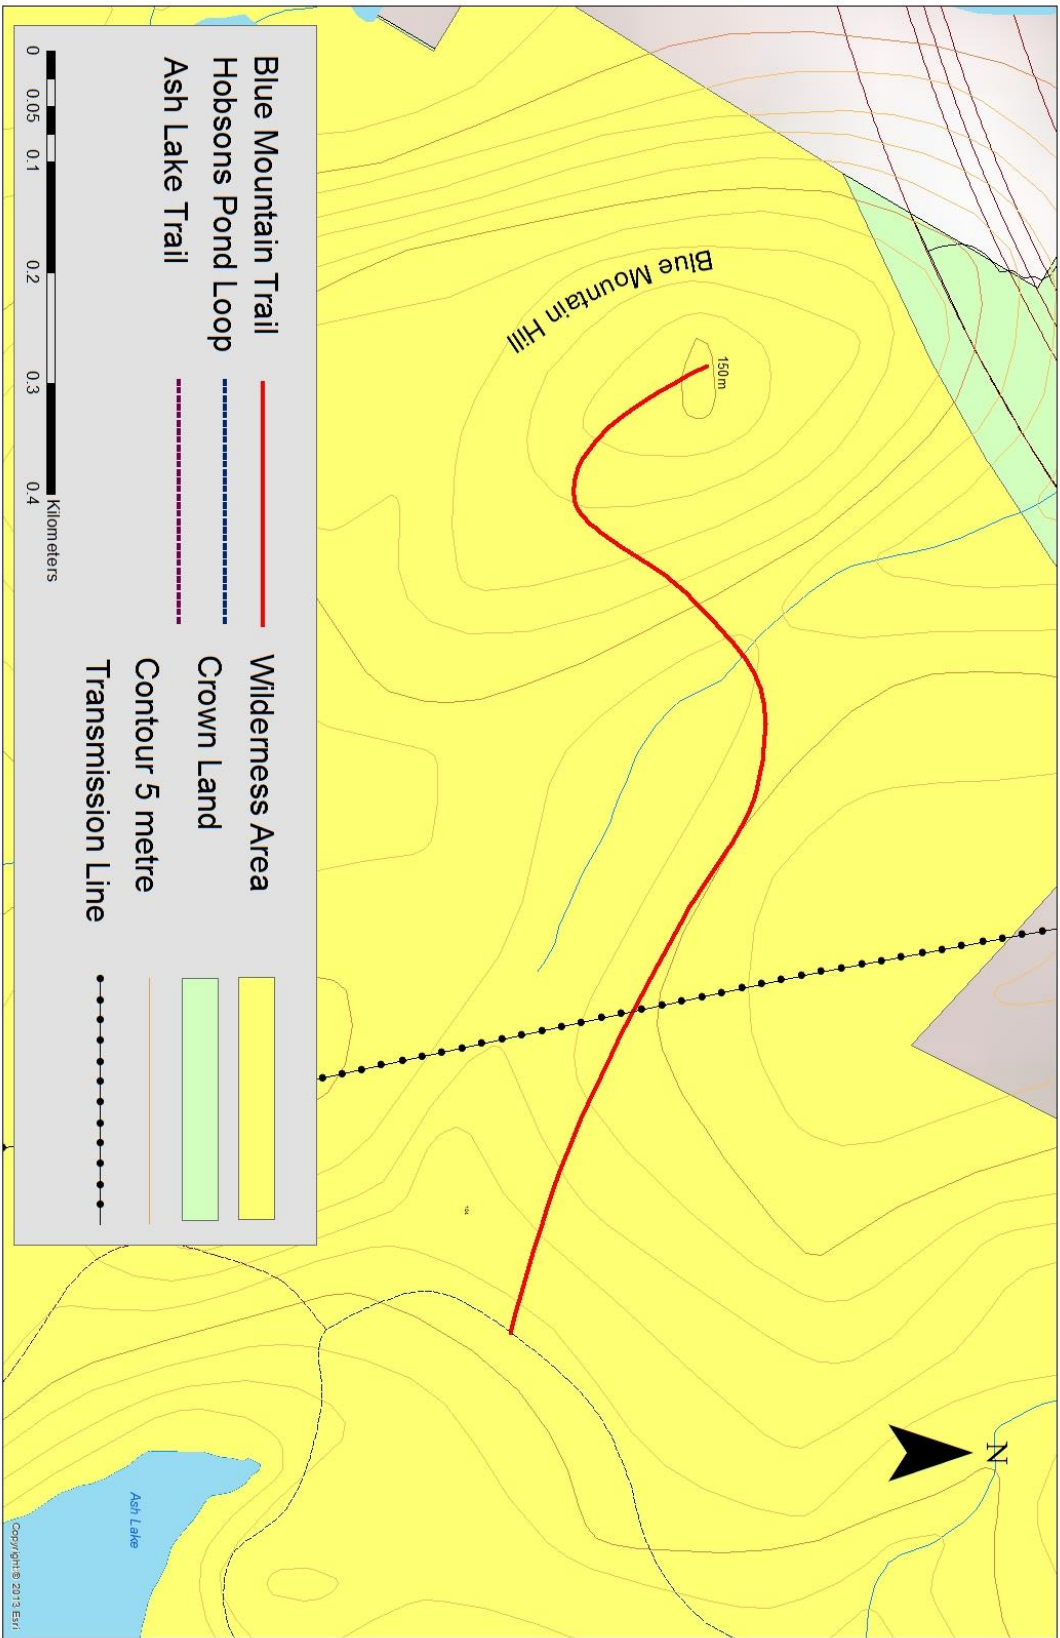 Blue Mountain Hill
150m
N
Blue Mountain Trail
Hobsons Pond Loop
Ash Lake Trail
Wilderness Area
Crown Land
Contour 5 metre
Transmission Line
0 0.05 0.1 0.2 0.3 0.4
Kilometers
Ash Lake
Copyright:© 2013 Esri